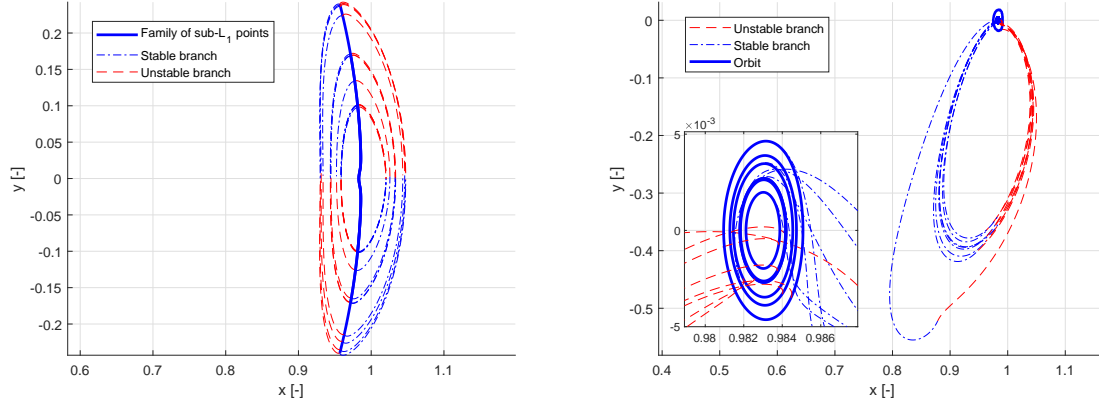 0.2
0.15
0.1
0.05
0
-0.05
-0.1
-0.15
-0.2
y [-]
0.6 0.7 0.8 0.9 1 1.1
x [-]
Family of sub-L1 points
Stable branch
Unstable branch
0
-0.1
-0.2
-0.3
-0.4
-0.5
y [-]
0.4 0.5 0.6 0.7 0.8 0.9 1 1.1
x [-]
Unstable branch
Stable branch
Orbit
×10-3
5
0
-5
0.98 0.982 0.984 0.986